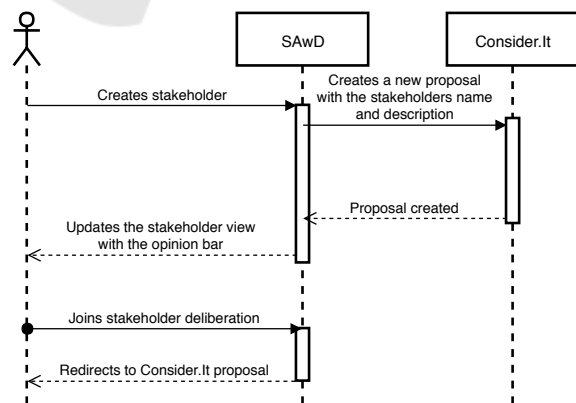 SAwD
Consider.It
Creates stakeholder
Creates a new proposal
with the stakeholders name
and description
Proposal created
Updates the stakeholder view
with the opinion bar
Joins stakeholder deliberation
Redirects to Consider.It proposal